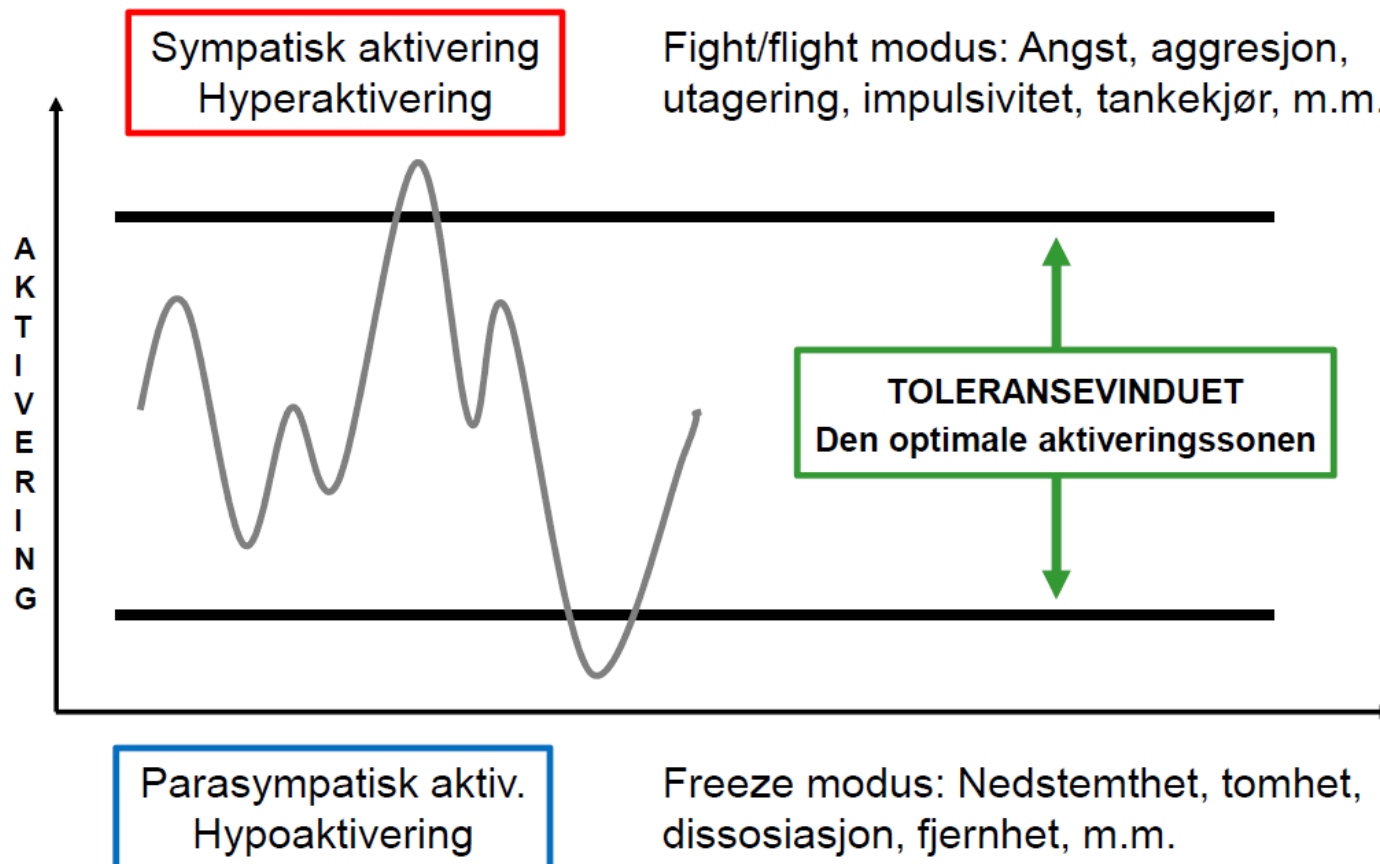 Sympatisk aktivering
Hyperaktivering
Fight/flight modus: Angst, aggresjon,
utagering, impulsivitet, tankekjør, m.m.
AKTIVERING
TOLERANSEVINDUET
Den optimale aktiveringssonen
Parasympatisk aktiv.
Hypoaktivering
Freeze modus: Nedstemthet, tomhet,
dissosiasjon, fjernhet, m.m.